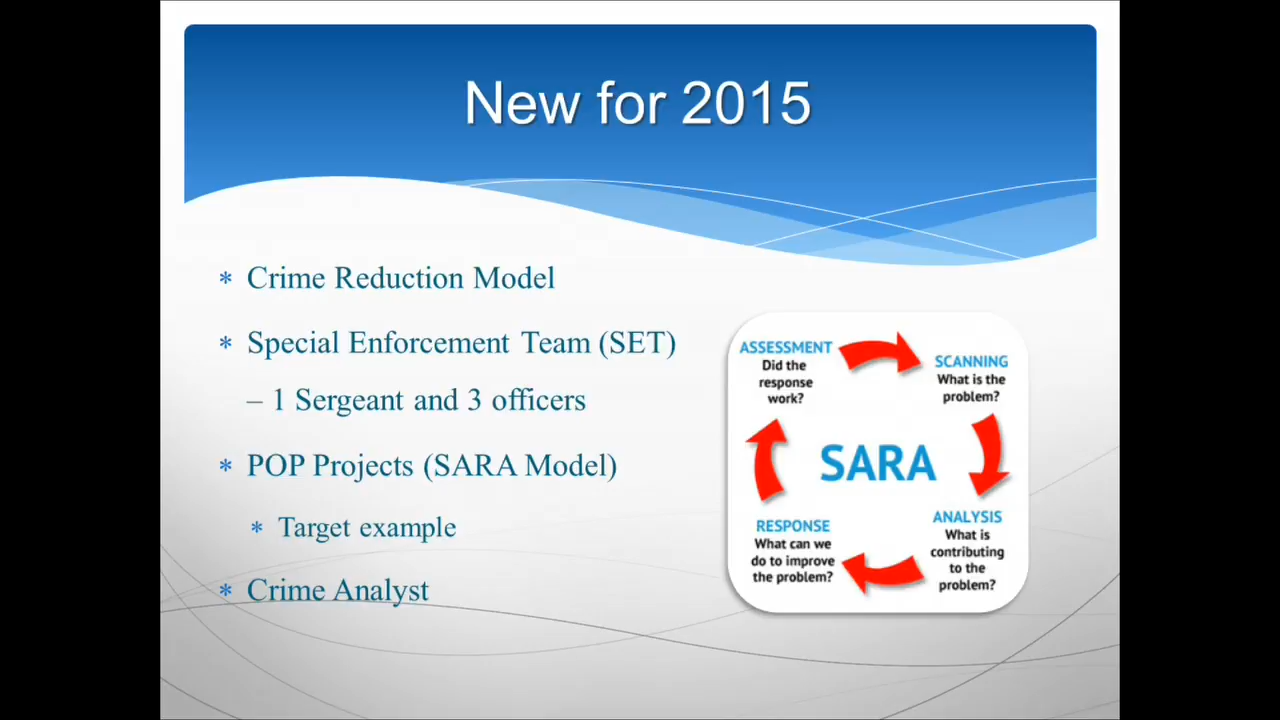 New for 2015
* Crime Reduction Model
* Special Enforcement Team (SET)
– 1 Sergeant and 3 officers
* POP Projects (SARA Model)
* Target example
* Crime Analyst
ASSESSMENT
Did the
response
work?
SCANNING
What is the
problem?
SARA
RESPONSE
What can we
do to improve
the problem?
ANALYSIS
What is
contributing
to the
problem?